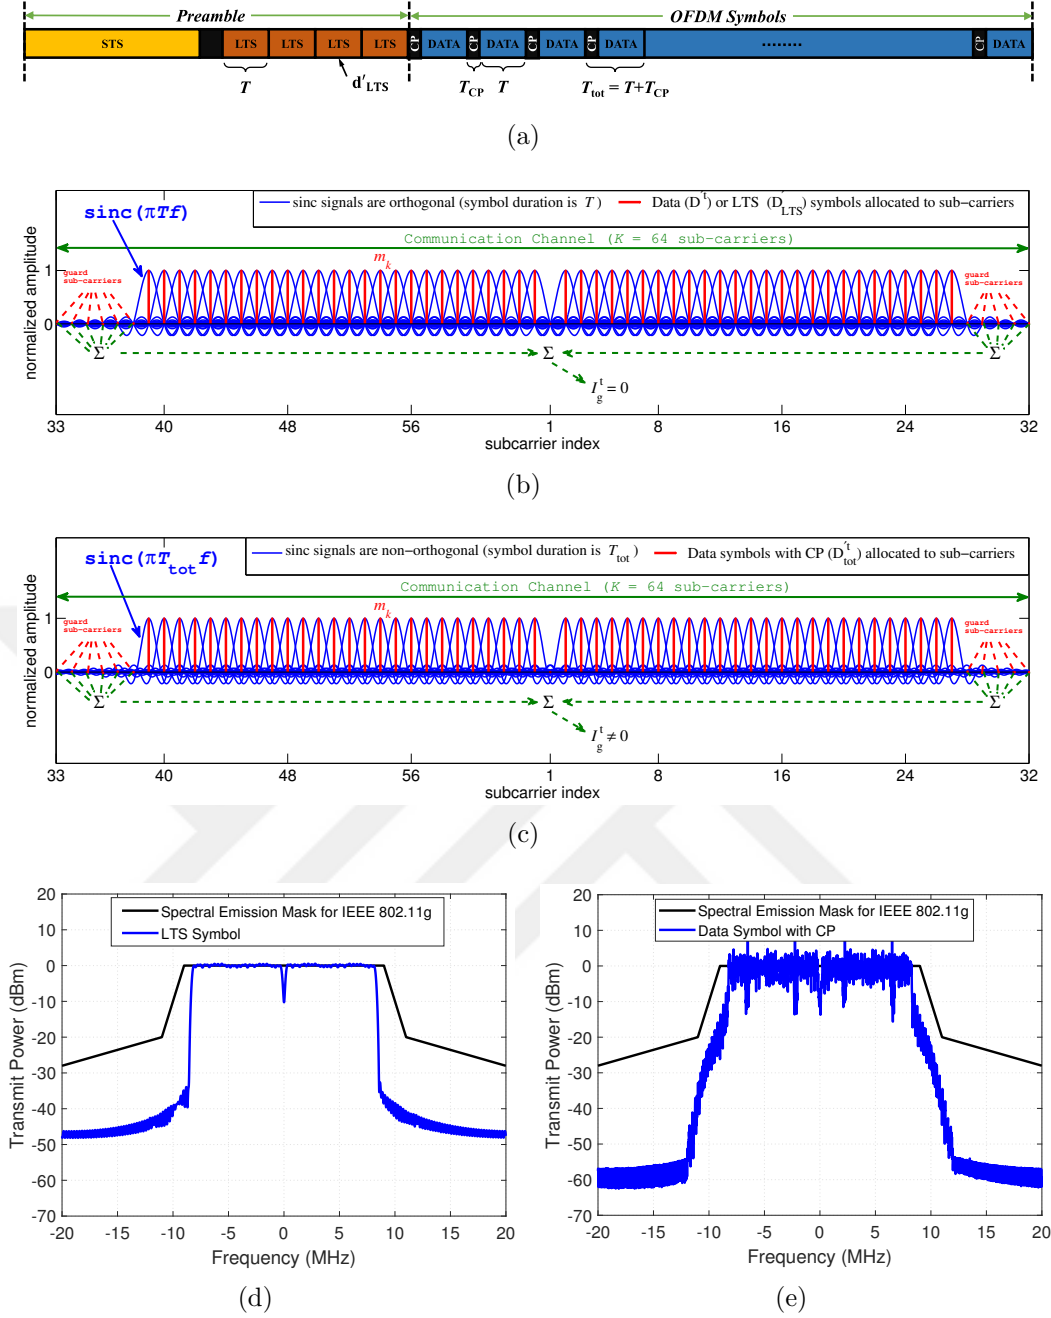 Preamble
OFDM Symbols
STS
LTS
LTS
LTS
LTS
CP
DATA
CP
DATA
CP
DATA
CP
DATA
........
CP
DATA
T
d′LTS
TCP
T
Ttot = T+TCP
(a)
sinc(πTf)
sinc signals are orthogonal (symbol duration is T)
Data (D′t) or LTS (D′LTS) symbols allocated to sub−carriers
Communication Channel (K = 64 sub-carriers)
mk
guard
sub-carriers
guard
sub-carriers
1
0
normalized amplitude
Σ
Σ
Σ
Igt = 0
33
40
48
56
1
8
16
24
32
subcarrier index
(b)
sinc(πTtotf)
sinc signals are non−orthogonal (symbol duration is Ttot)
Data symbols with CP (D′ttot) allocated to sub−carriers
Communication Channel (K = 64 sub-carriers)
mk
guard
sub-carriers
guard
sub-carriers
1
0
normalized amplitude
Σ
Σ
Σ
Igt ≠ 0
33
40
48
56
1
8
16
24
32
subcarrier index
(c)
Spectral Emission Mask for IEEE 802.11g
LTS Symbol
20
10
0
-10
-20
-30
-40
-50
-60
-70
Transmit Power (dBm)
-20
-15
-10
-5
0
5
10
15
20
Frequency (MHz)
(d)
Spectral Emission Mask for IEEE 802.11g
Data Symbol with CP
20
10
0
-10
-20
-30
-40
-50
-60
-70
Transmit Power (dBm)
-20
-15
-10
-5
0
5
10
15
20
Frequency (MHz)
(e)